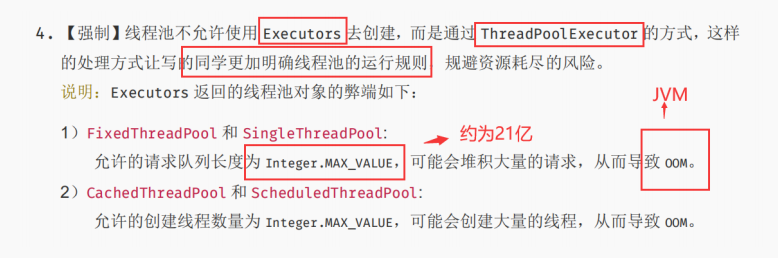 4. 【强制】线程池不允许使用 Executors 去创建，而是通过 ThreadPoolExecutor 的方式，这样
的处理方式让写的同学更加明确线程池的运行规则，规避资源耗尽的风险。
说明：Executors 返回的线程池对象的弊端如下：
JVM
1）FixedThreadPool 和 SingleThreadPool:
约为21亿
允许的请求队列长度为 Integer.MAX_VALUE，可能会堆积大量的请求，从而导致 OOM。
2）CachedThreadPool 和 ScheduledThreadPool:
允许的创建线程数量为 Integer.MAX_VALUE，可能会创建大量的线程，从而导致 OOM。